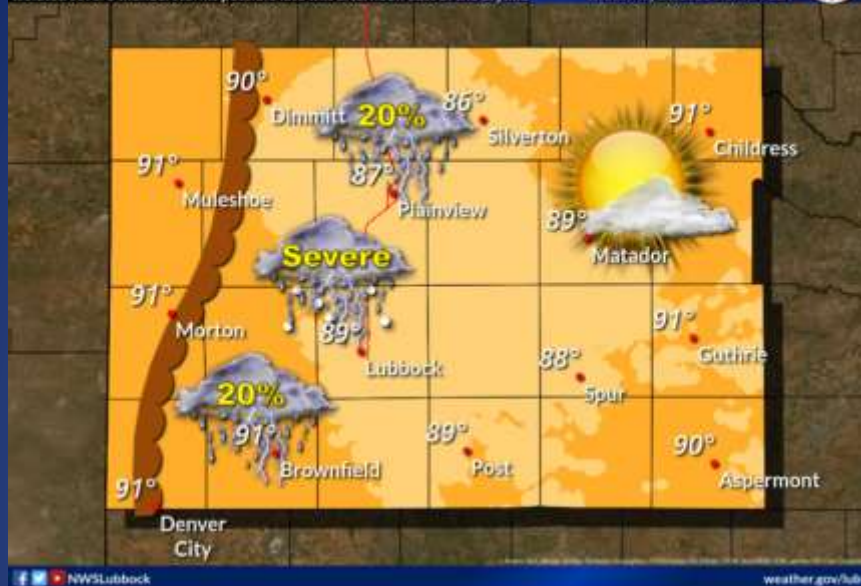 90°
Dimmitt
20%
86°
Silverton
91°
Childress
91°
Muleshoe
87°
Plainview
89°
Matador
Severe
91°
Morton
89°
Lubbock
91°
Guthrie
88°
Spur
20%
91°
Brownfield
89°
Post
90°
Aspermont
91°
Denver
City
NWSLubbock
weather.gov/lub